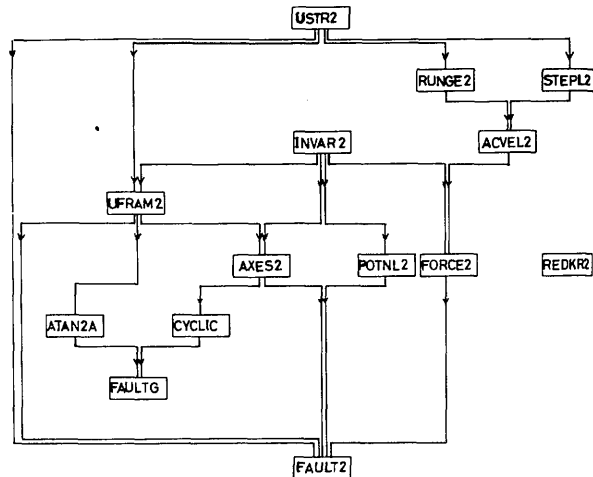 USTR2
RUNGE2
STEPL2
INVAR2
ACVEL2
UFRAM2
AXES2
POTNL2
FORCE2
REDKR2
ATAN2A
CYCLIC
FAULTG
FAULT2